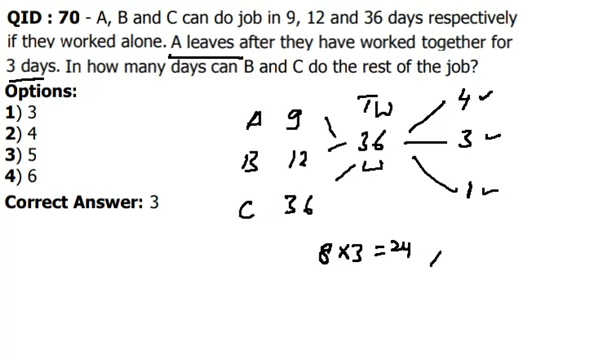 QID : 70 - A, B and C can do job in 9, 12 and 36 days respectively
if they worked alone. A leaves after they have worked together for
3 days. In how many days can B and C do the rest of the job?
Options:
1) 3
2) 4
3) 5
4) 6
Correct Answer: 3
TW
A 9 4
B 12 36 3
W
C 36 1
8 × 3 = 24